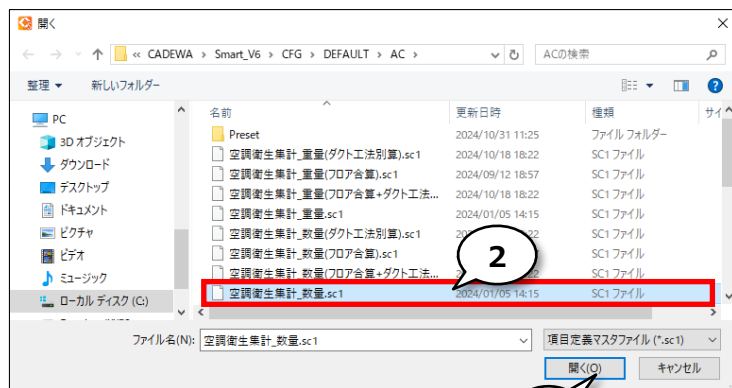 開く
« CADEWA › Smart_V6 › CFG › DEFAULT › AC ›
ACの検索
整理
新しいフォルダー
PC
3D オブジェクト
ダウンロード
デスクトップ
ドキュメント
ピクチャ
ビデオ
ミュージック
ローカル ディスク (C:)
名前 更新日時 種類 サイ
Preset 2024/10/31 11:25 ファイル フォルダー
空調衛生集計_重量(ダクト工法別算).sc1 2024/10/18 18:22 SC1 ファイル
空調衛生集計_重量(フロア合算).sc1 2024/09/12 18:57 SC1 ファイル
空調衛生集計_重量(フロア合算+ダクト工法... 2024/10/18 18:22 SC1 ファイル
空調衛生集計_重量.sc1 2024/01/05 14:15 SC1 ファイル
空調衛生集計_数量(ダクト工法別算).sc1 :22 SC1 ファイル
空調衛生集計_数量(フロア合算).sc1 SC1 ファイル
空調衛生集計_数量(フロア合算+ダクト工法... SC1 ファイル
空調衛生集計_数量.sc1 2024/01/05 14:15 SC1 ファイル
2
ファイル名(N): 空調衛生集計_数量.sc1 項目定義マスタファイル (*.sc1)
開く(O) キャンセル